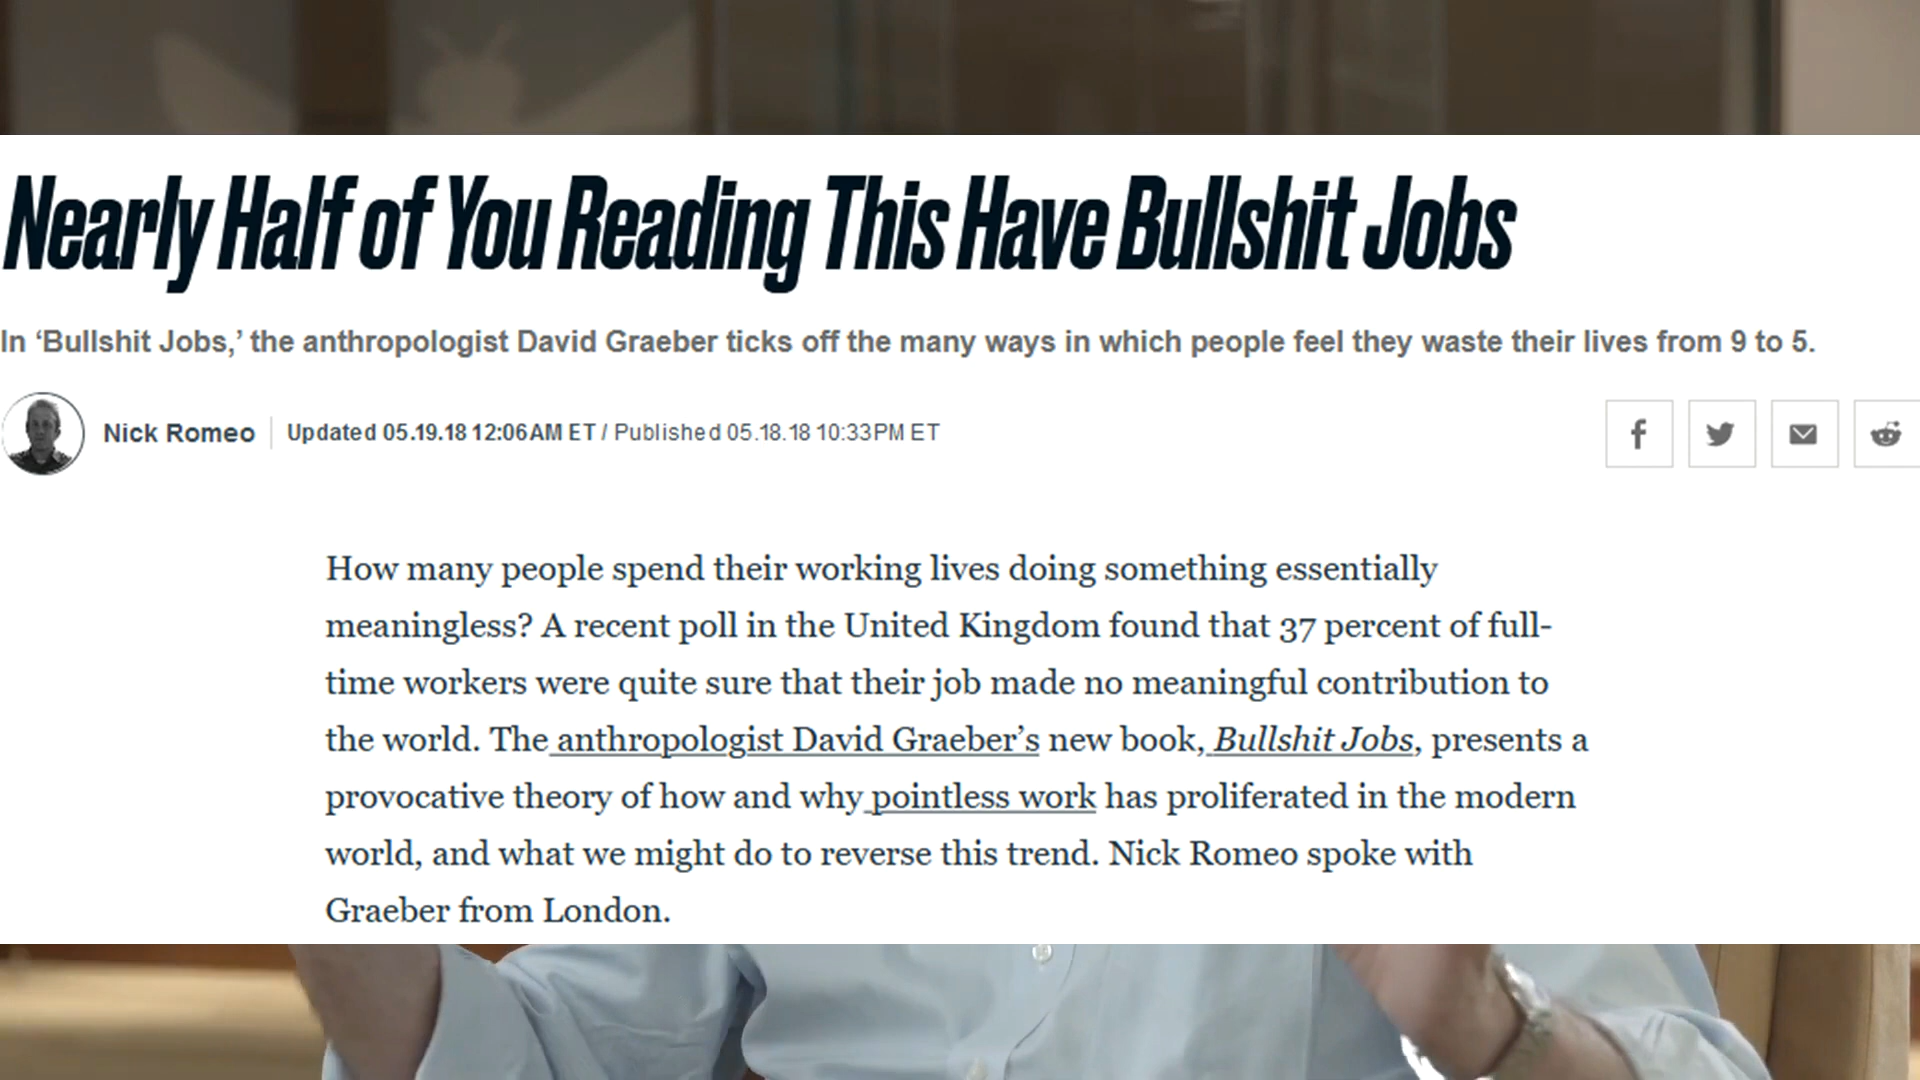 Nearly Half of You Reading This Have Bullshit Jobs
In ‘Bullshit Jobs,’ the anthropologist David Graeber ticks off the many ways in which people feel they waste their lives from 9 to 5.
Nick Romeo Updated 05.19.18 12:06AM ET / Published 05.18.18 10:33PM ET
How many people spend their working lives doing something essentially
meaningless? A recent poll in the United Kingdom found that 37 percent of full-
time workers were quite sure that their job made no meaningful contribution to
the world. The anthropologist David Graeber’s new book, Bullshit Jobs, presents a
provocative theory of how and why pointless work has proliferated in the modern
world, and what we might do to reverse this trend. Nick Romeo spoke with
Graeber from London.